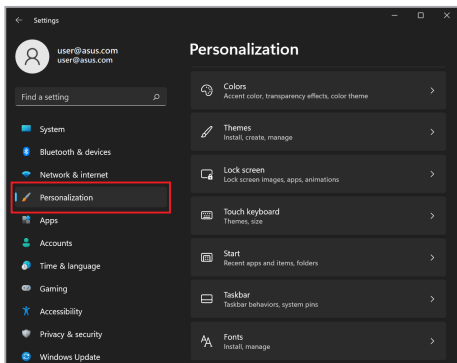 Settings
user@asus.com
user@asus.com
Find a setting
System
Bluetooth & devices
Network & internet
Personalization
Apps
Accounts
Time & language
Gaming
Accessibility
Privacy & security
Windows Update
Personalization
Colors
Accent color, transparency effects, color theme
Themes
Install, create, manage
Lock screen
Lock screen images, apps, animations
Touch keyboard
Themes, size
Start
Recent apps and items, folders
Taskbar
Taskbar behaviors, system pins
Fonts
Install, manage